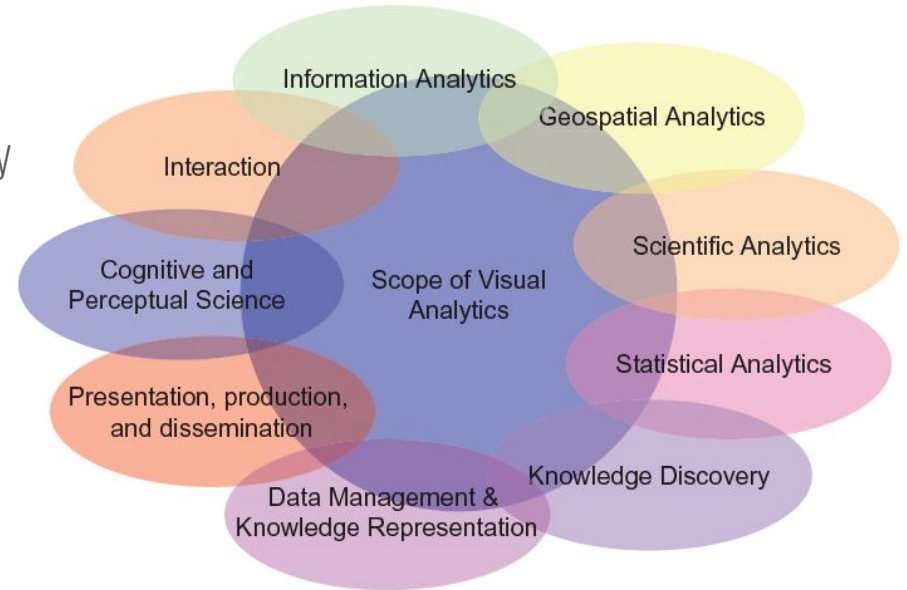 Information Analytics
Geospatial Analytics
Interaction
Scientific Analytics
Cognitive and
Perceptual Science
Scope of Visual
Analytics
Statistical Analytics
Presentation, production,
and dissemination
Knowledge Discovery
Data Management &
Knowledge Representation